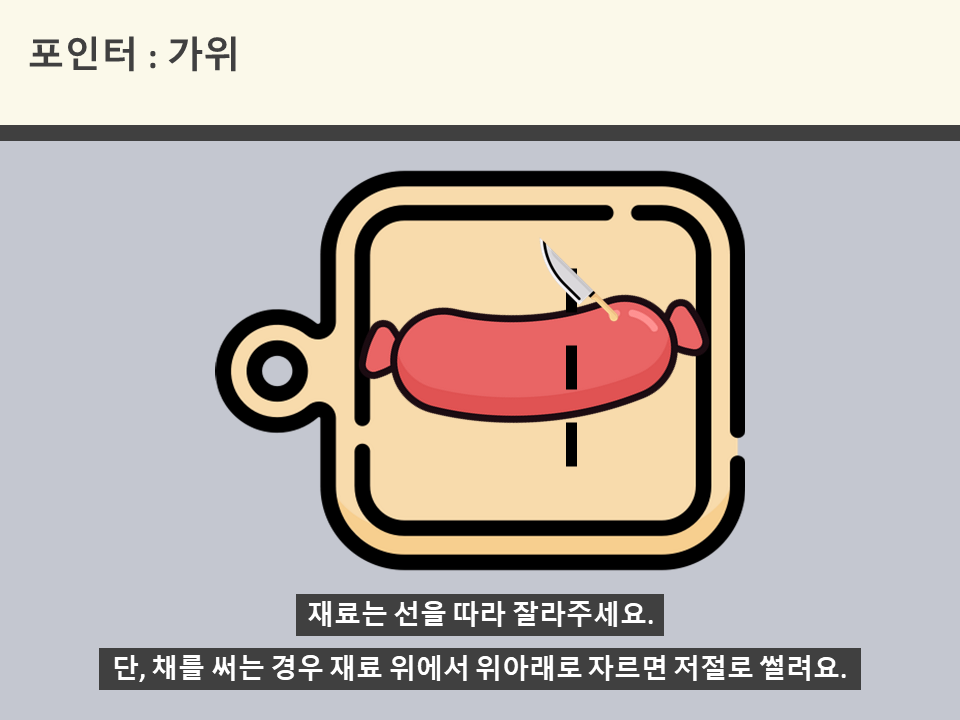 포인터 : 가위
재료는 선을 따라 잘라주세요.
단, 채를 써는 경우 재료 위에서 위아래로 자르면 저절로 썰려요.